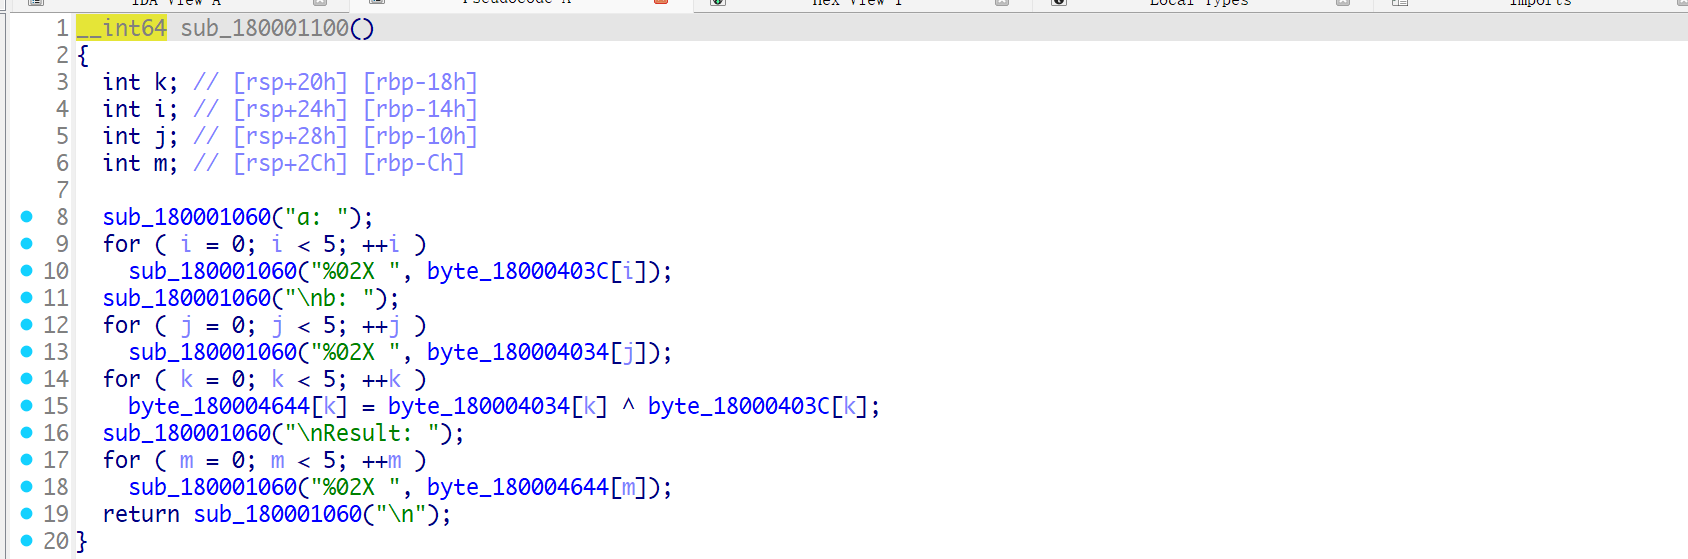 IDA View A Pseudocode A Hex View 1 Local Types Imports
1 __int64 sub_180001100()
2 {
3 int k; // [rsp+20h] [rbp-18h]
4 int i; // [rsp+24h] [rbp-14h]
5 int j; // [rsp+28h] [rbp-10h]
6 int m; // [rsp+2Ch] [rbp-Ch]
7
8 sub_180001060("a: ");
9 for ( i = 0; i < 5; ++i )
10 sub_180001060("%02X ", byte_18000403C[i]);
11 sub_180001060("\nb: ");
12 for ( j = 0; j < 5; ++j )
13 sub_180001060("%02X ", byte_180004034[j]);
14 for ( k = 0; k < 5; ++k )
15 byte_180004644[k] = byte_180004034[k] ^ byte_18000403C[k];
16 sub_180001060("\nResult: ");
17 for ( m = 0; m < 5; ++m )
18 sub_180001060("%02X ", byte_180004644[m]);
19 return sub_180001060("\n");
20 }